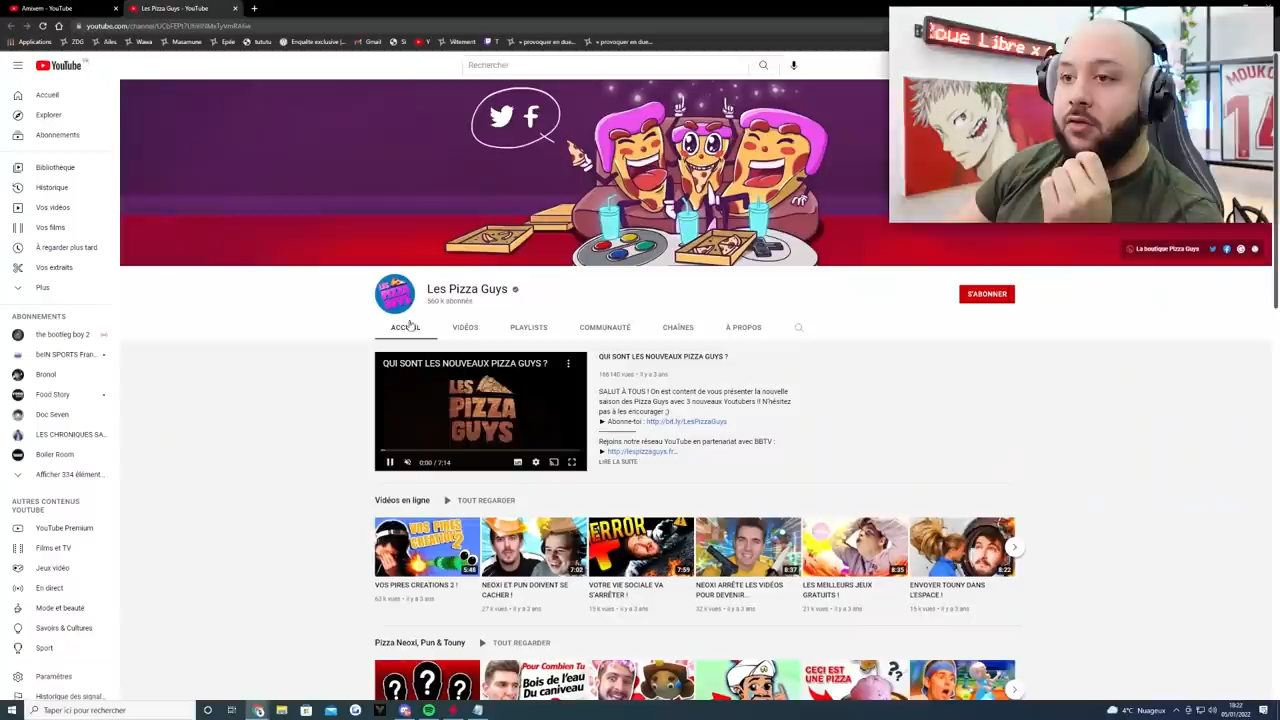 Amixem - YouTube
Les Pizza Guys - YouTube
Applications
ZDG
Ailes
Wawa
Masamune
Epile
tututu
Enquête exclusive |...
Gmail
Si
Y
Vêtement
T
« provoquer en due...
« provoquer en due...
YouTube
FR
Rechercher
Accueil
Explorer
Abonnements
Bibliothèque
Historique
Vos vidéos
Vos films
À regarder plus tard
Vos extraits
Plus
ABONNEMENTS
the bootleg boy 2
beIN SPORTS Fran...
Bronol
Food Story
Doc Seven
LES CHRONIQUES SA...
Boiler Room
Afficher 334 élément...
AUTRES CONTENUS
YOUTUBE
YouTube Premium
Films et TV
Jeux vidéo
En direct
Mode et beauté
Savoirs & Cultures
Sport
Paramètres
Historique des signal...
oue Libre x
MOUKO
14
La boutique Pizza Guys
LES PIZZA GUYS
Les Pizza Guys
560 k abonnés
S'ABONNER
ACCUEIL
VIDÉOS
PLAYLISTS
COMMUNAUTÉ
CHAÎNES
À PROPOS
QUI SONT LES NOUVEAUX PIZZA GUYS ?
LES
PIZZA
GUYS
0:00 / 7:14
QUI SONT LES NOUVEAUX PIZZA GUYS ?
166 140 vues • il y a 3 ans
SALUT À TOUS ! On est content de vous présenter la nouvelle
saison des Pizza Guys avec 3 nouveaux Youtubers !! N'hésitez
pas à les encourager ;)
► Abonne-toi : http://bit.ly/LesPizzaGuys
Rejoins notre réseau YouTube en partenariat avec BBTV :
► http://lespizzaguys.fr...
LIRE LA SUITE
Vidéos en ligne
TOUT REGARDER
VOS PIRES
CREATIONS
2
5:48
7:02
ERROR
7:59
8:37
8:35
8:22
VOS PIRES CREATIONS 2 !
63 k vues • il y a 3 ans
NEOXI ET PUN DOIVENT SE
CACHER !
27 k vues • il y a 3 ans
VOTRE VIE SOCIALE VA
S'ARRÊTER !
19 k vues • il y a 3 ans
NEOXI ARRÊTE LES VIDÉOS
POUR DEVENIR...
32 k vues • il y a 3 ans
LES MEILLEURS JEUX
GRATUITS !
21 k vues • il y a 3 ans
ENVOYER TOUNY DANS
L'ESPACE !
16 k vues • il y a 3 ans
Pizza Neoxi, Pun & Touny
TOUT REGARDER
? ? ?
Pour Combien Tu
Bois de l'eau
Du caniveau
CECI EST
UNE PIZZA
??
Taper ici pour rechercher
4°C Nuageux
18:22
05/01/2022